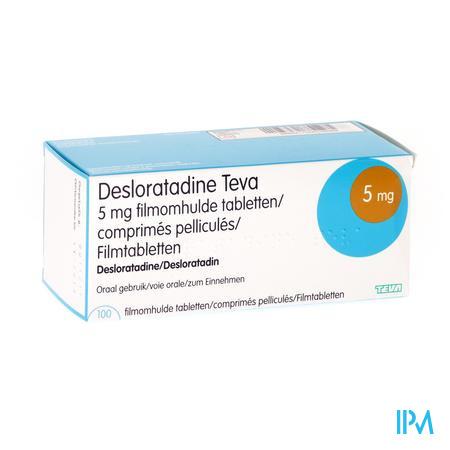 Desloratadine Teva
5 mg filmomhulde tabletten/
comprimés pelliculés/
Filmtabletten
Desloratadine/Desloratadin
Oraal gebruik/voie orale/zum Einnehmen
100 filmomhulde tabletten/comprimés pelliculés/Filmtabletten
5 mg
TEVA
IPM